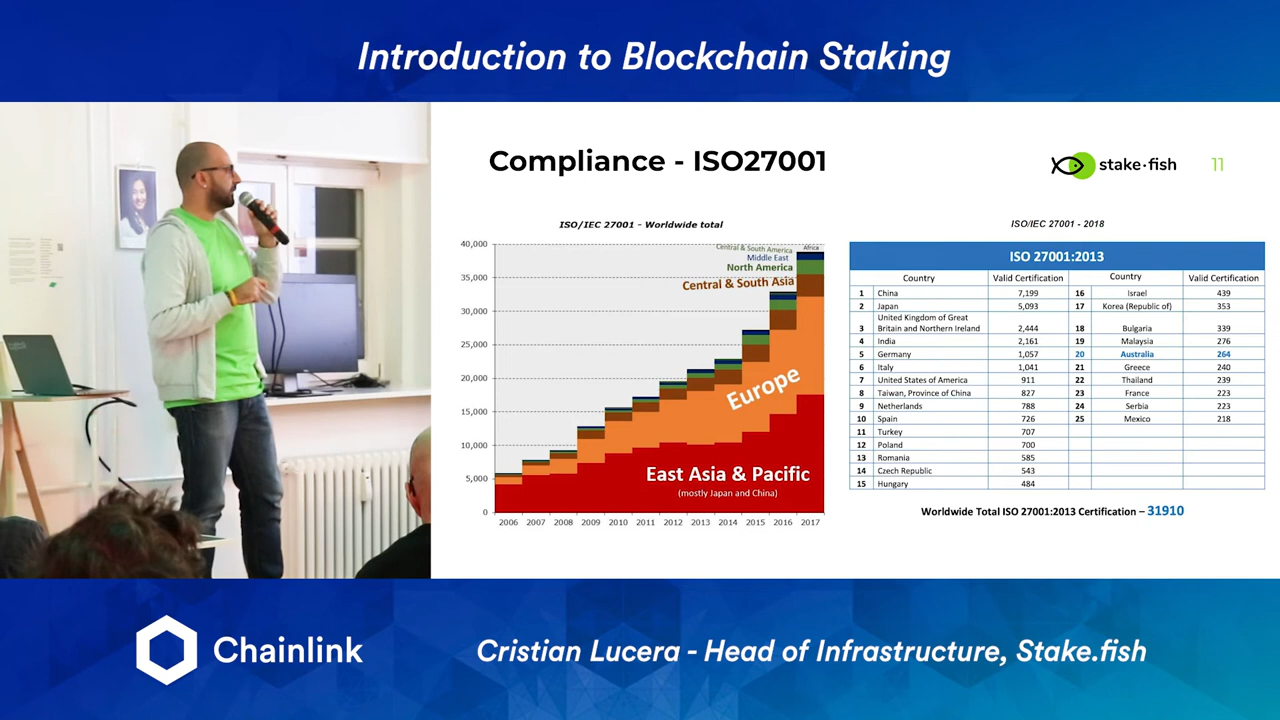 Introduction to Blockchain Staking
Compliance - ISO27001
stake·fish
11
ISO/IEC 27001 - Worldwide total
40,000
35,000
30,000
25,000
20,000
15,000
10,000
5,000
0
Central & South America
Africa
Middle East
North America
Central & South Asia
Europe
East Asia & Pacific
(mostly Japan and China)
2006 2007 2008 2009 2010 2011 2012 2013 2014 2015 2016 2017
ISO/IEC 27001 - 2018
ISO 27001:2013
Country Valid Certification Country Valid Certification
1 China 7,199 16 Israel 439
2 Japan 5,093 17 Korea (Republic of) 353
United Kingdom of Great
3 Britain and Northern Ireland 2,444 18 Bulgaria 339
4 India 2,161 19 Malaysia 276
5 Germany 1,057 20 Australia 264
6 Italy 1,041 21 Greece 240
7 United States of America 911 22 Thailand 239
8 Taiwan, Province of China 827 23 France 223
9 Netherlands 788 24 Serbia 223
10 Spain 726 25 Mexico 218
11 Turkey 707
12 Poland 700
13 Romania 585
14 Czech Republic 543
15 Hungary 484
Worldwide Total ISO 27001:2013 Certification – 31910
Chainlink
Cristian Lucera - Head of Infrastructure, Stake.fish